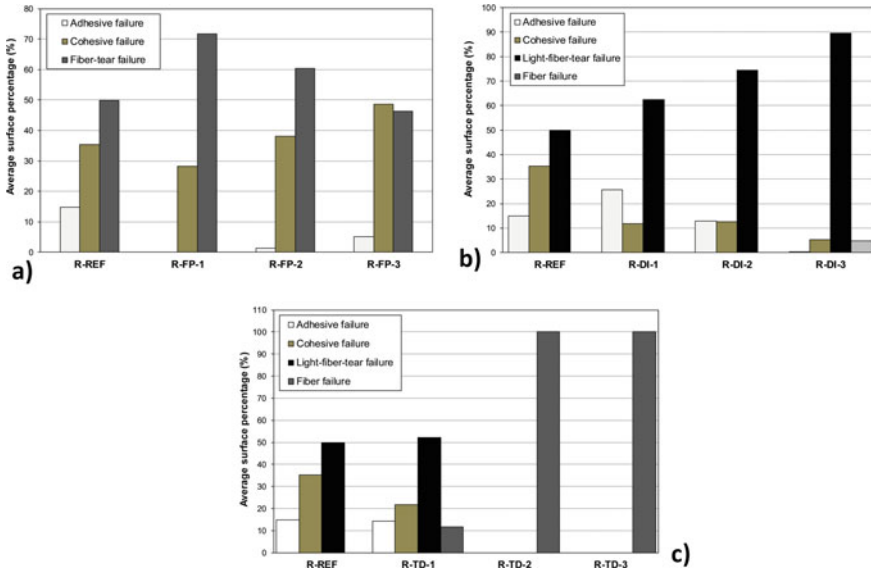 80
70
60
50
40
30
20
10
0
Average surface percentage (%)
Adhesive failure
Cohesive failure
Fiber-tear failure
R-REF
R-FP-1
R-FP-2
R-FP-3
a)
100
90
80
70
60
50
40
30
20
10
0
Average surface percentage (%)
Adhesive failure
Cohesive failure
Light-fiber-tear failure
Fiber failure
R-REF
R-DI-1
R-DI-2
R-DI-3
b)
110
100
90
80
70
60
50
40
30
20
10
0
Average surface percentage (%)
Adhesive failure
Cohesive failure
Light-fiber-tear failure
Fiber failure
R-REF
R-TD-1
R-TD-2
R-TD-3
c)